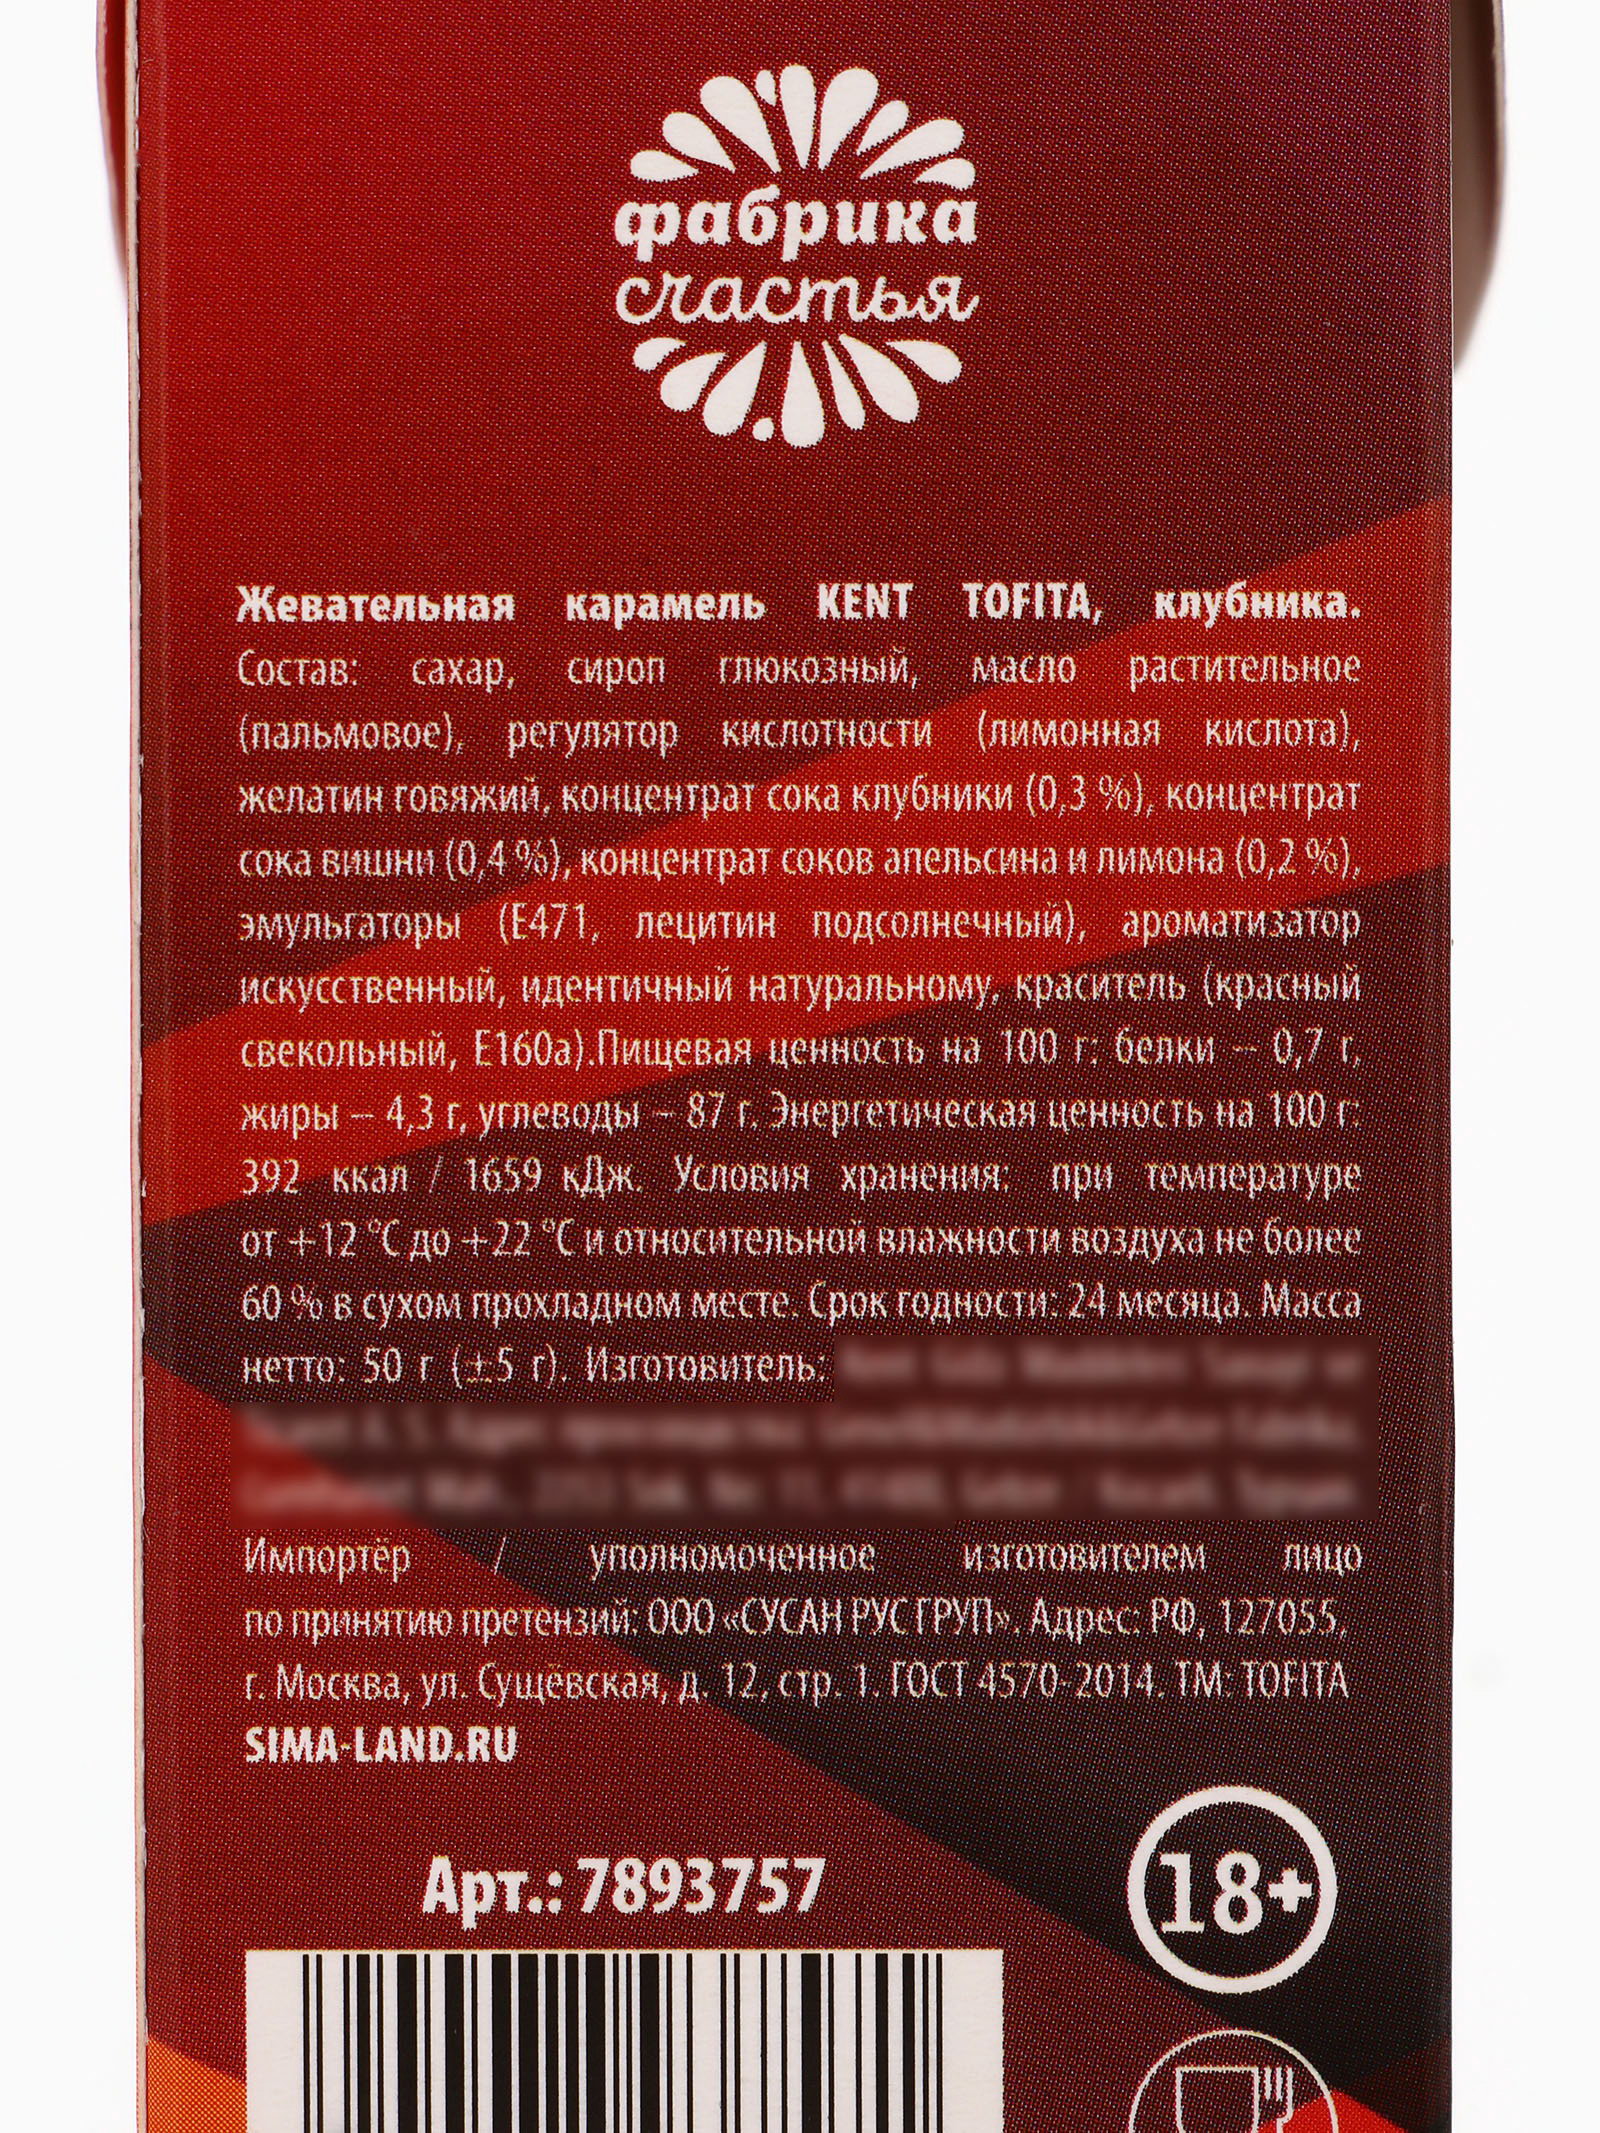 фабрика
счастья
Жевательная карамель KENT TOFITA, клубника.
Состав: сахар, сироп глюкозный, масло растительное
(пальмовое), регулятор кислотности (лимонная кислота),
желатин говяжий, концентрат сока клубники (0,3 %), концентрат
сока вишни (0,4 %), концентрат соков апельсина и лимона (0,2 %),
эмульгаторы (Е471, лецитин подсолнечный), ароматизатор
искусственный, идентичный натуральному, краситель (красный
свекольный, Е160а).Пищевая ценность на 100 г: белки – 0,7 г,
жиры – 4,3 г, углеводы – 87 г. Энергетическая ценность на 100 г:
392 ккал / 1659 кДж. Условия хранения: при температуре
от +12 °C до +22 °C и относительной влажности воздуха не более
60 % в сухом прохладном месте. Срок годности: 24 месяца. Масса
нетто: 50 г (±5 г). Изготовитель:
Импортёр / уполномоченное изготовителем лицо
по принятию претензий: ООО «СУСАН РУС ГРУП». Адрес: РФ, 127055,
г. Москва, ул. Сущёвская, д. 12, стр. 1. ГОСТ 4570-2014. ТМ: TOFITA
SIMA-LAND.RU
Арт.: 7893757
18+